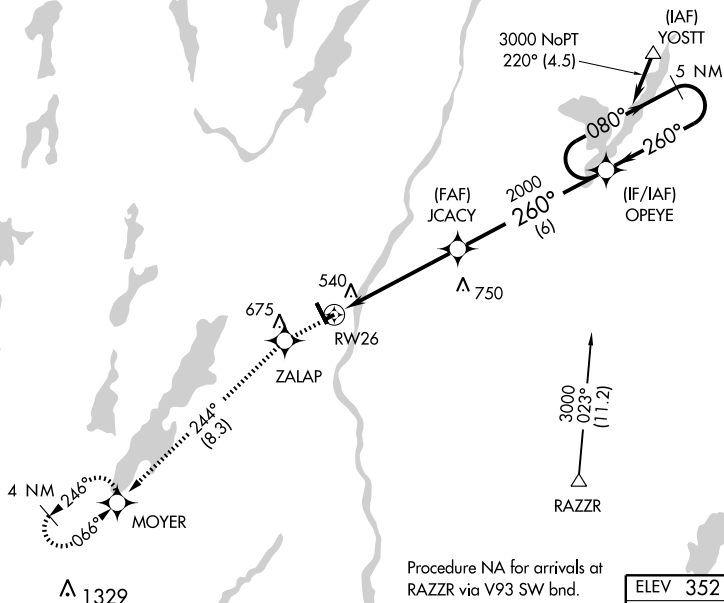 (IAF)
YOSTT
3000 NoPT
220° (4.5)
5 NM
080°
260°
(IF/IAF)
OPEYE
2000
260°
(6)
(FAF)
JCACY
750
540
RW26
675
ZALAP
244°
(8.3)
4 NM
246°
066°
MOYER
3000
023°
(11.2)
RAZZR
1329
Procedure NA for arrivals at
RAZZR via V93 SW bnd.
ELEV 352